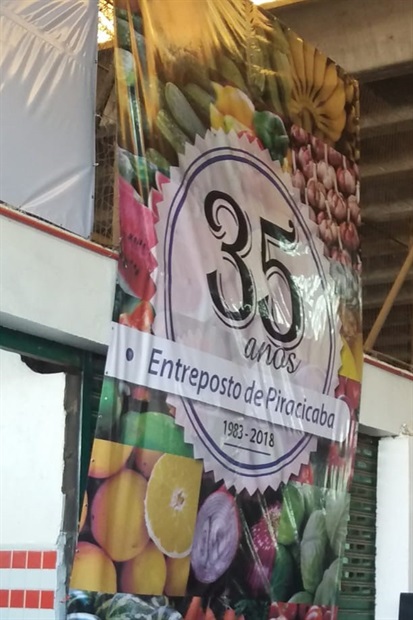 35
anos
Entreposto de Piracicaba
1983 - 2018